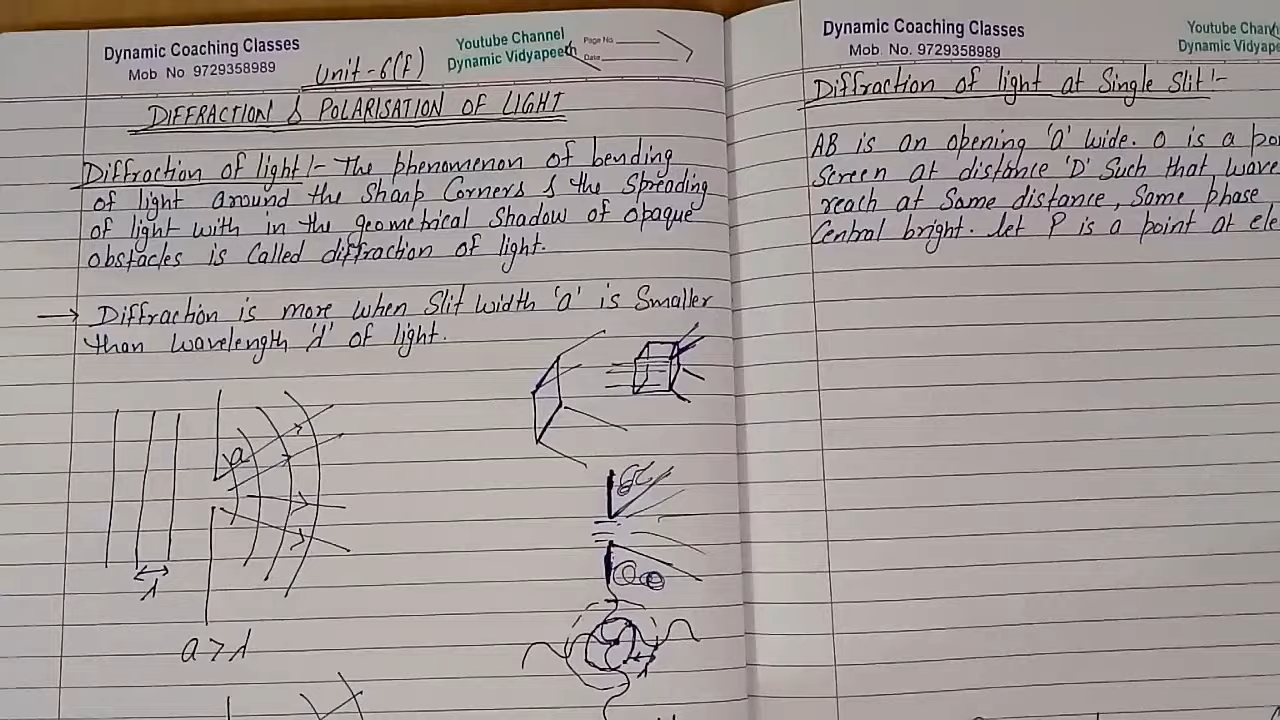 Dynamic Coaching Classes
Mob No. 9729358989
Youtube Channel
Dynamic Vidyapeeth
Page No.
Date
Unit-6(f)
DIFFRACTION & POLARISATION OF LIGHT
Diffraction of light :- The phenomenon of bending
of light around the Sharp Corners & the Spreading
of light with in the geometrical Shadow of opaque
obstacles is Called diffraction of light.
→ Diffraction is more when Slit width 'a' is Smaller
than wavelength 'λ' of light.
a
λ
a > λ
λ
Dynamic Coaching Classes
Mob No. 9729358989
Youtube Chan
Dynamic Vidyape
Diffraction of light at Single Slit :-
AB is an opening 'a' wide. O is a po
Screen at distance 'D' Such that wave
reach at Same distance, Same phase
Central bright. let P is a point at ele